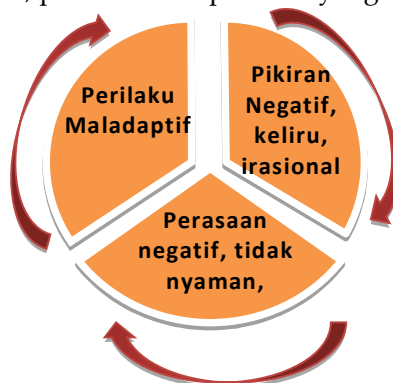 Perilaku
Maladaptif
Pikiran
Negatif,
keliru,
irasional
Perasaan
negatif, tidak
nyaman,